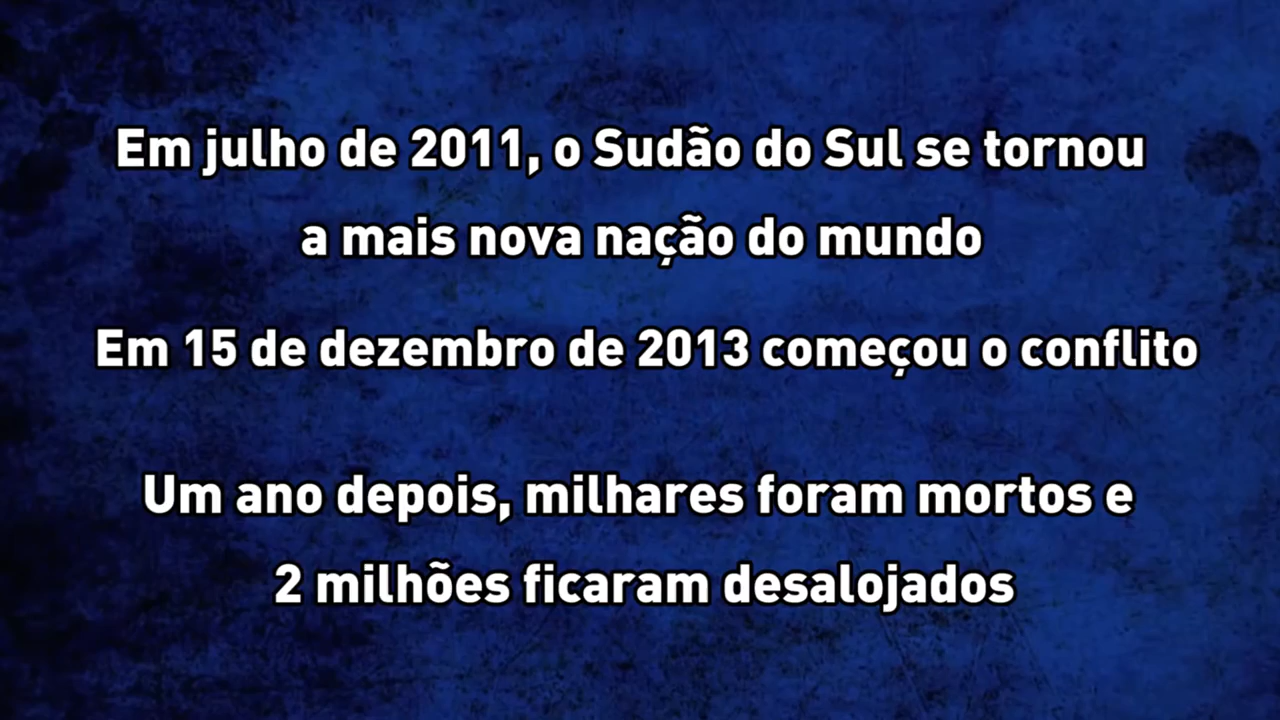 Em julho de 2011, o Sudão do Sul se tornou
a mais nova nação do mundo
Em 15 de dezembro de 2013 começou o conflito
Um ano depois, milhares foram mortos e
2 milhões ficaram desalojados